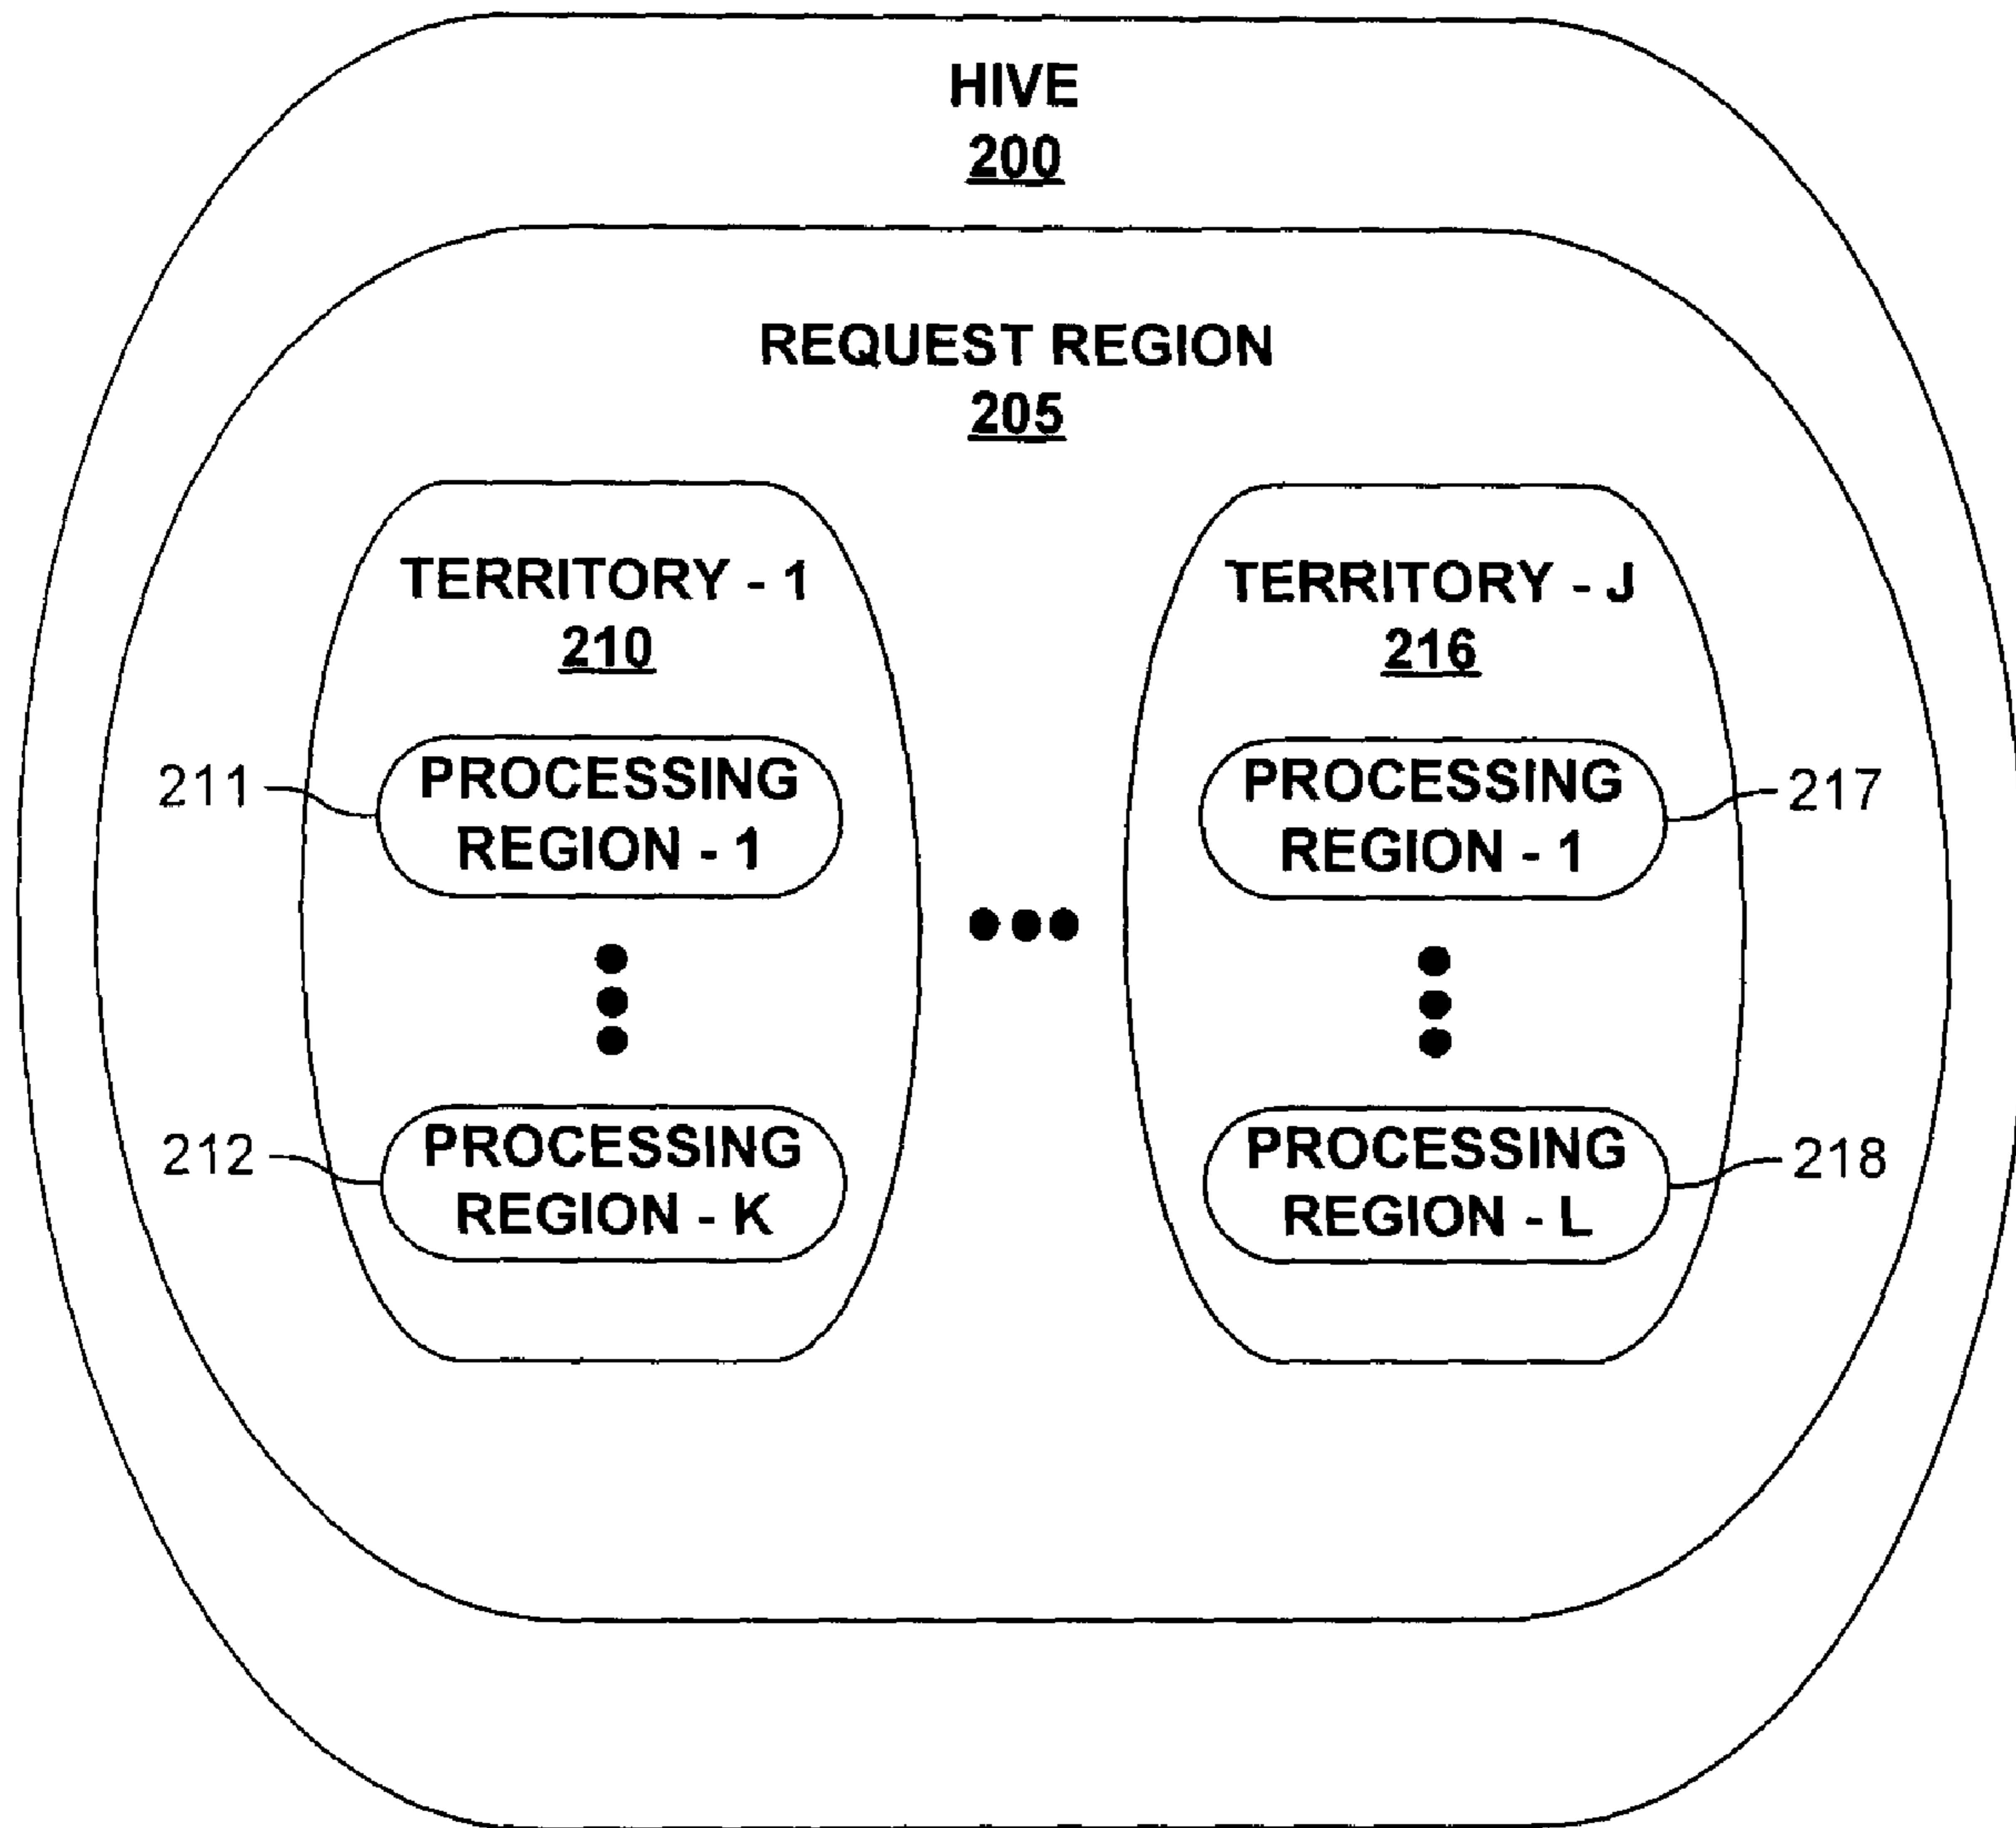 HIVE
200
REQUEST REGION
205
TERRITORY - 1
210
TERRITORY - J
216
211
PROCESSING
REGION - 1
PROCESSING
REGION - 1
217
212
PROCESSING
REGION - K
PROCESSING
REGION - L
218